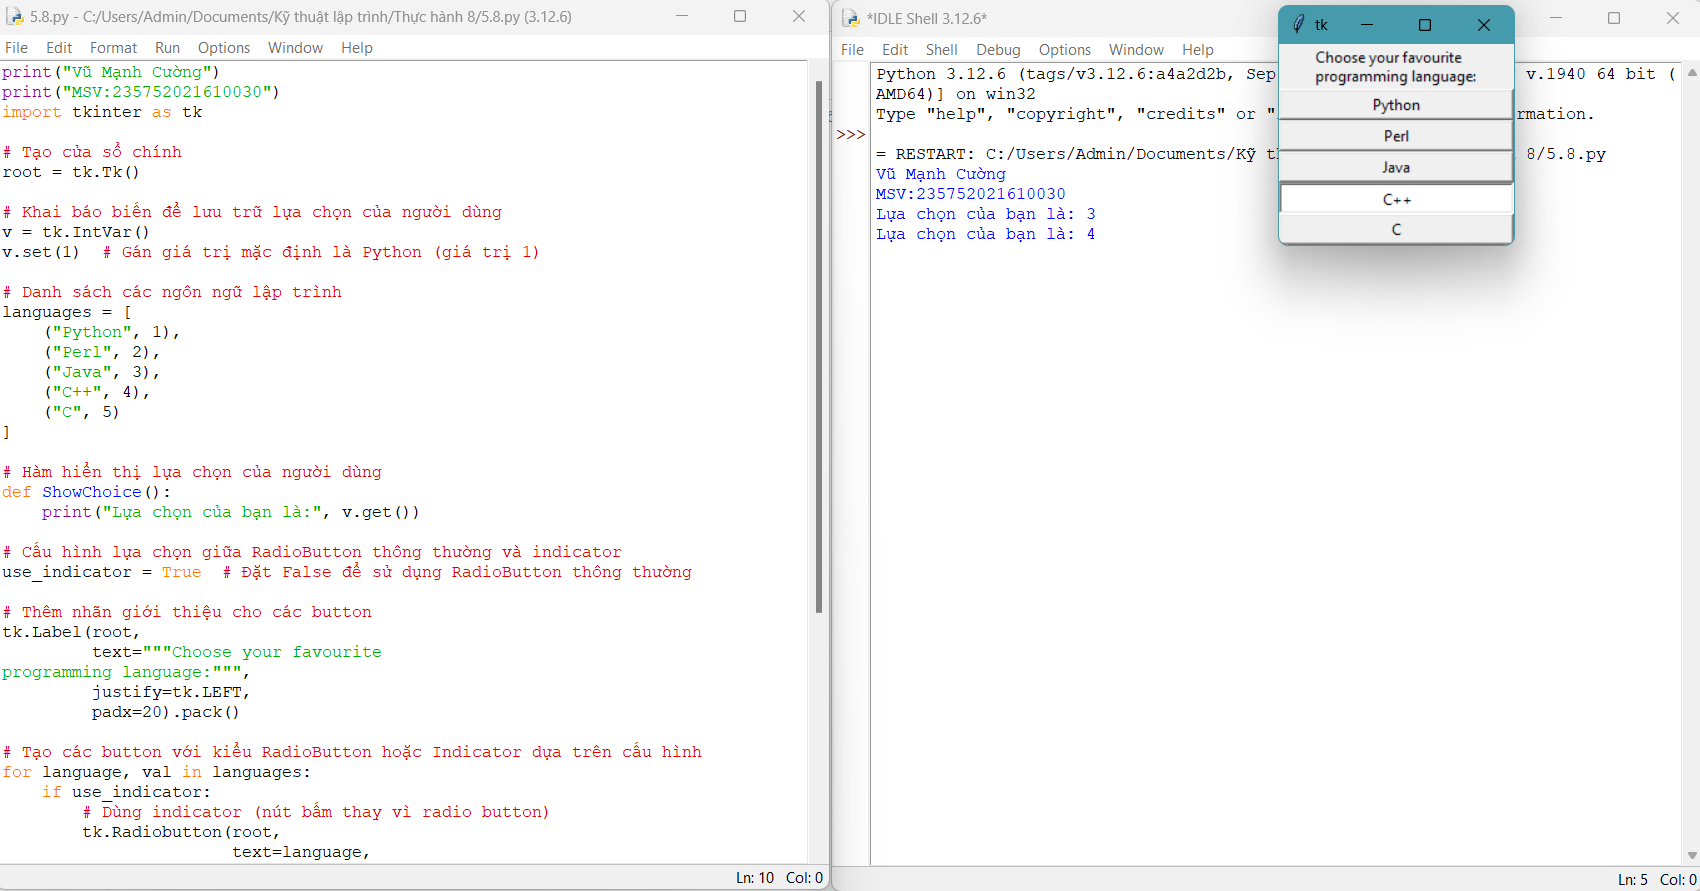 5.8.py - C:/Users/Admin/Documents/Kỹ thuật lập trình/Thực hành 8/5.8.py (3.12.6)
File Edit Format Run Options Window Help
print("Vũ Mạnh Cường")
print("MSV:235752021610030")
import tkinter as tk

# Tạo cửa sổ chính
root = tk.Tk()

# Khai báo biến để lưu trữ lựa chọn của người dùng
v = tk.IntVar()
v.set(1)  # Gán giá trị mặc định là Python (giá trị 1)

# Danh sách các ngôn ngữ lập trình
languages = [
    ("Python", 1),
    ("Perl", 2),
    ("Java", 3),
    ("C++", 4),
    ("C", 5)
]

# Hàm hiển thị lựa chọn của người dùng
def ShowChoice():
    print("Lựa chọn của bạn là:", v.get())

# Cấu hình lựa chọn giữa RadioButton thông thường và indicator
use_indicator = True  # Đặt False để sử dụng RadioButton thông thường

# Thêm nhãn giới thiệu cho các button
tk.Label(root,
         text="""Choose your favourite
programming language:""",
         justify=tk.LEFT,
         padx=20).pack()

# Tạo các button với kiểu RadioButton hoặc Indicator dựa trên cấu hình
for language, val in languages:
    if use_indicator:
        # Dùng indicator (nút bấm thay vì radio button)
        tk.Radiobutton(root,
                       text=language,
Ln: 10 Col: 0
*IDLE Shell 3.12.6*
File Edit Shell Debug Options Window Help
Python 3.12.6 (tags/v3.12.6:a4a2d2b, Sep v.1940 64 bit (
AMD64)] on win32
Type "help", "copyright", "credits" or " rmation.
>>>
= RESTART: C:/Users/Admin/Documents/Kỹ 8/5.8.py
Vũ Mạnh Cường
MSV:235752021610030
Lựa chọn của bạn là: 3
Lựa chọn của bạn là: 4
Ln: 5 Col: 0
tk
Choose your favourite
programming language:
Python
Perl
Java
C++
C